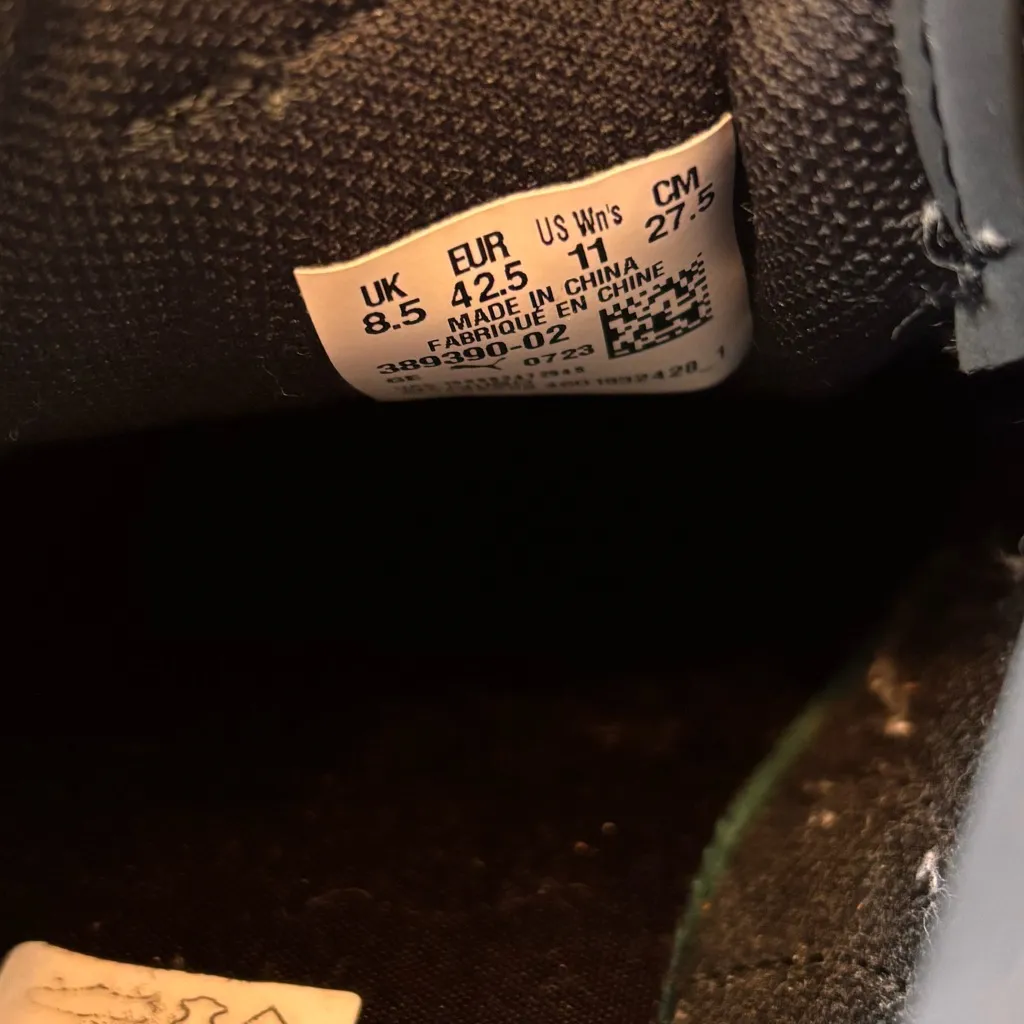 UK EUR US Wn's CM
8.5 42.5 11 27.5
MADE IN CHINA
FABRIQUÉ EN CHINE
389390-02
0723